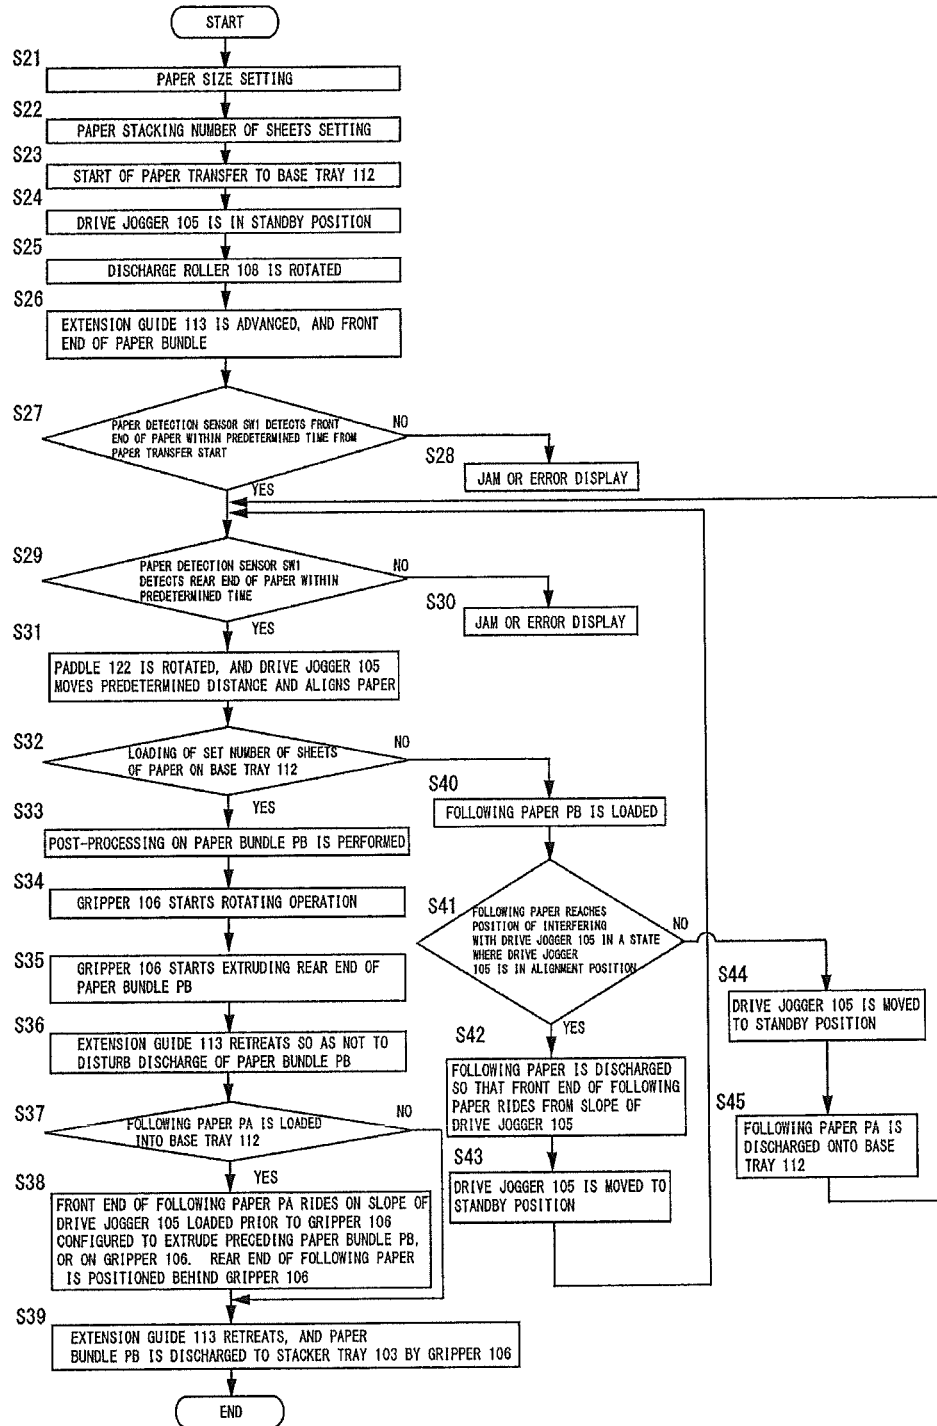 START
S21
PAPER SIZE SETTING
S22
PAPER STACKING NUMBER OF SHEETS SETTING
S23
START OF PAPER TRANSFER TO BASE TRAY 112
S24
DRIVE JOGGER 105 IS IN STANDBY POSITION
S25
DISCHARGE ROLLER 108 IS ROTATED
S26
EXTENSION GUIDE 113 IS ADVANCED, AND FRONT
END OF PAPER BUNDLE
S27
PAPER DETECTION SENSOR SW1 DETECTS FRONT
END OF PAPER WITHIN PREDETERMINED TIME FROM
PAPER TRANSFER START
NO
YES
S28
JAM OR ERROR DISPLAY
S29
PAPER DETECTION SENSOR SW1
DETECTS REAR END OF PAPER WITHIN
PREDETERMINED TIME
NO
YES
S30
JAM OR ERROR DISPLAY
S31
PADDLE 122 IS ROTATED, AND DRIVE JOGGER 105
MOVES PREDETERMINED DISTANCE AND ALIGNS PAPER
S32
LOADING OF SET NUMBER OF SHEETS
OF PAPER ON BASE TRAY 112
NO
YES
S33
POST-PROCESSING ON PAPER BUNDLE PB IS PERFORMED
S34
GRIPPER 106 STARTS ROTATING OPERATION
S35
GRIPPER 106 STARTS EXTRUDING REAR END OF
PAPER BUNDLE PB
S36
EXTENSION GUIDE 113 RETREATS SO AS NOT TO
DISTURB DISCHARGE OF PAPER BUNDLE PB
S37
FOLLOWING PAPER PA IS LOADED
INTO BASE TRAY 112
NO
YES
S38
FRONT END OF FOLLOWING PAPER PA RIDES ON SLOPE OF
DRIVE JOGGER 105 LOADED PRIOR TO GRIPPER 106
CONFIGURED TO EXTRUDE PRECEDING PAPER BUNDLE PB,
OR ON GRIPPER 106. REAR END OF FOLLOWING PAPER
IS POSITIONED BEHIND GRIPPER 106
S39
EXTENSION GUIDE 113 RETREATS, AND PAPER
BUNDLE PB IS DISCHARGED TO STACKER TRAY 103 BY GRIPPER 106
END
S40
FOLLOWING PAPER PB IS LOADED
S41
FOLLOWING PAPER REACHES
POSITION OF INTERFERING
WITH DRIVE JOGGER 105 IN A STATE
WHERE DRIVE JOGGER
105 IS IN ALIGNMENT POSITION
NO
YES
S42
FOLLOWING PAPER IS DISCHARGED
SO THAT FRONT END OF FOLLOWING
PAPER RIDES FROM SLOPE OF
DRIVE JOGGER 105
S43
DRIVE JOGGER 105 IS MOVED TO
STANDBY POSITION
S44
DRIVE JOGGER 105 IS MOVED
TO STANDBY POSITION
S45
FOLLOWING PAPER PA IS
DISCHARGED ONTO BASE
TRAY 112